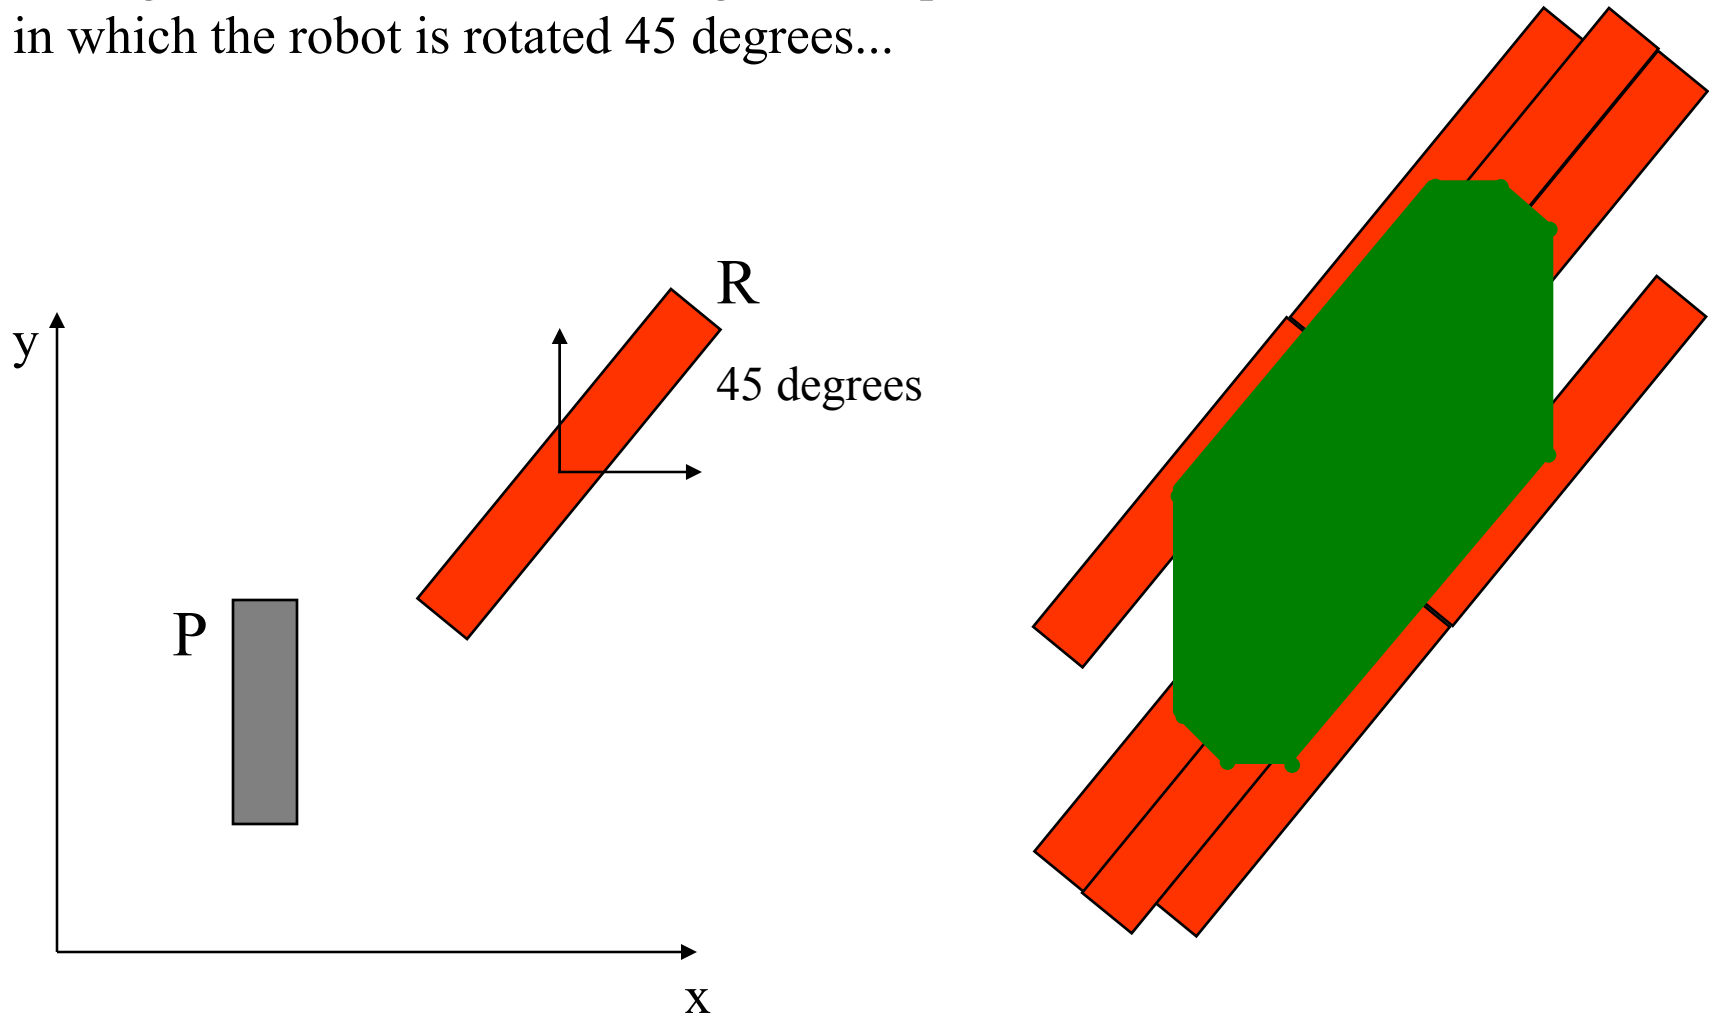 in which the robot is rotated 45 degrees...
R
y
45 degrees
P
x